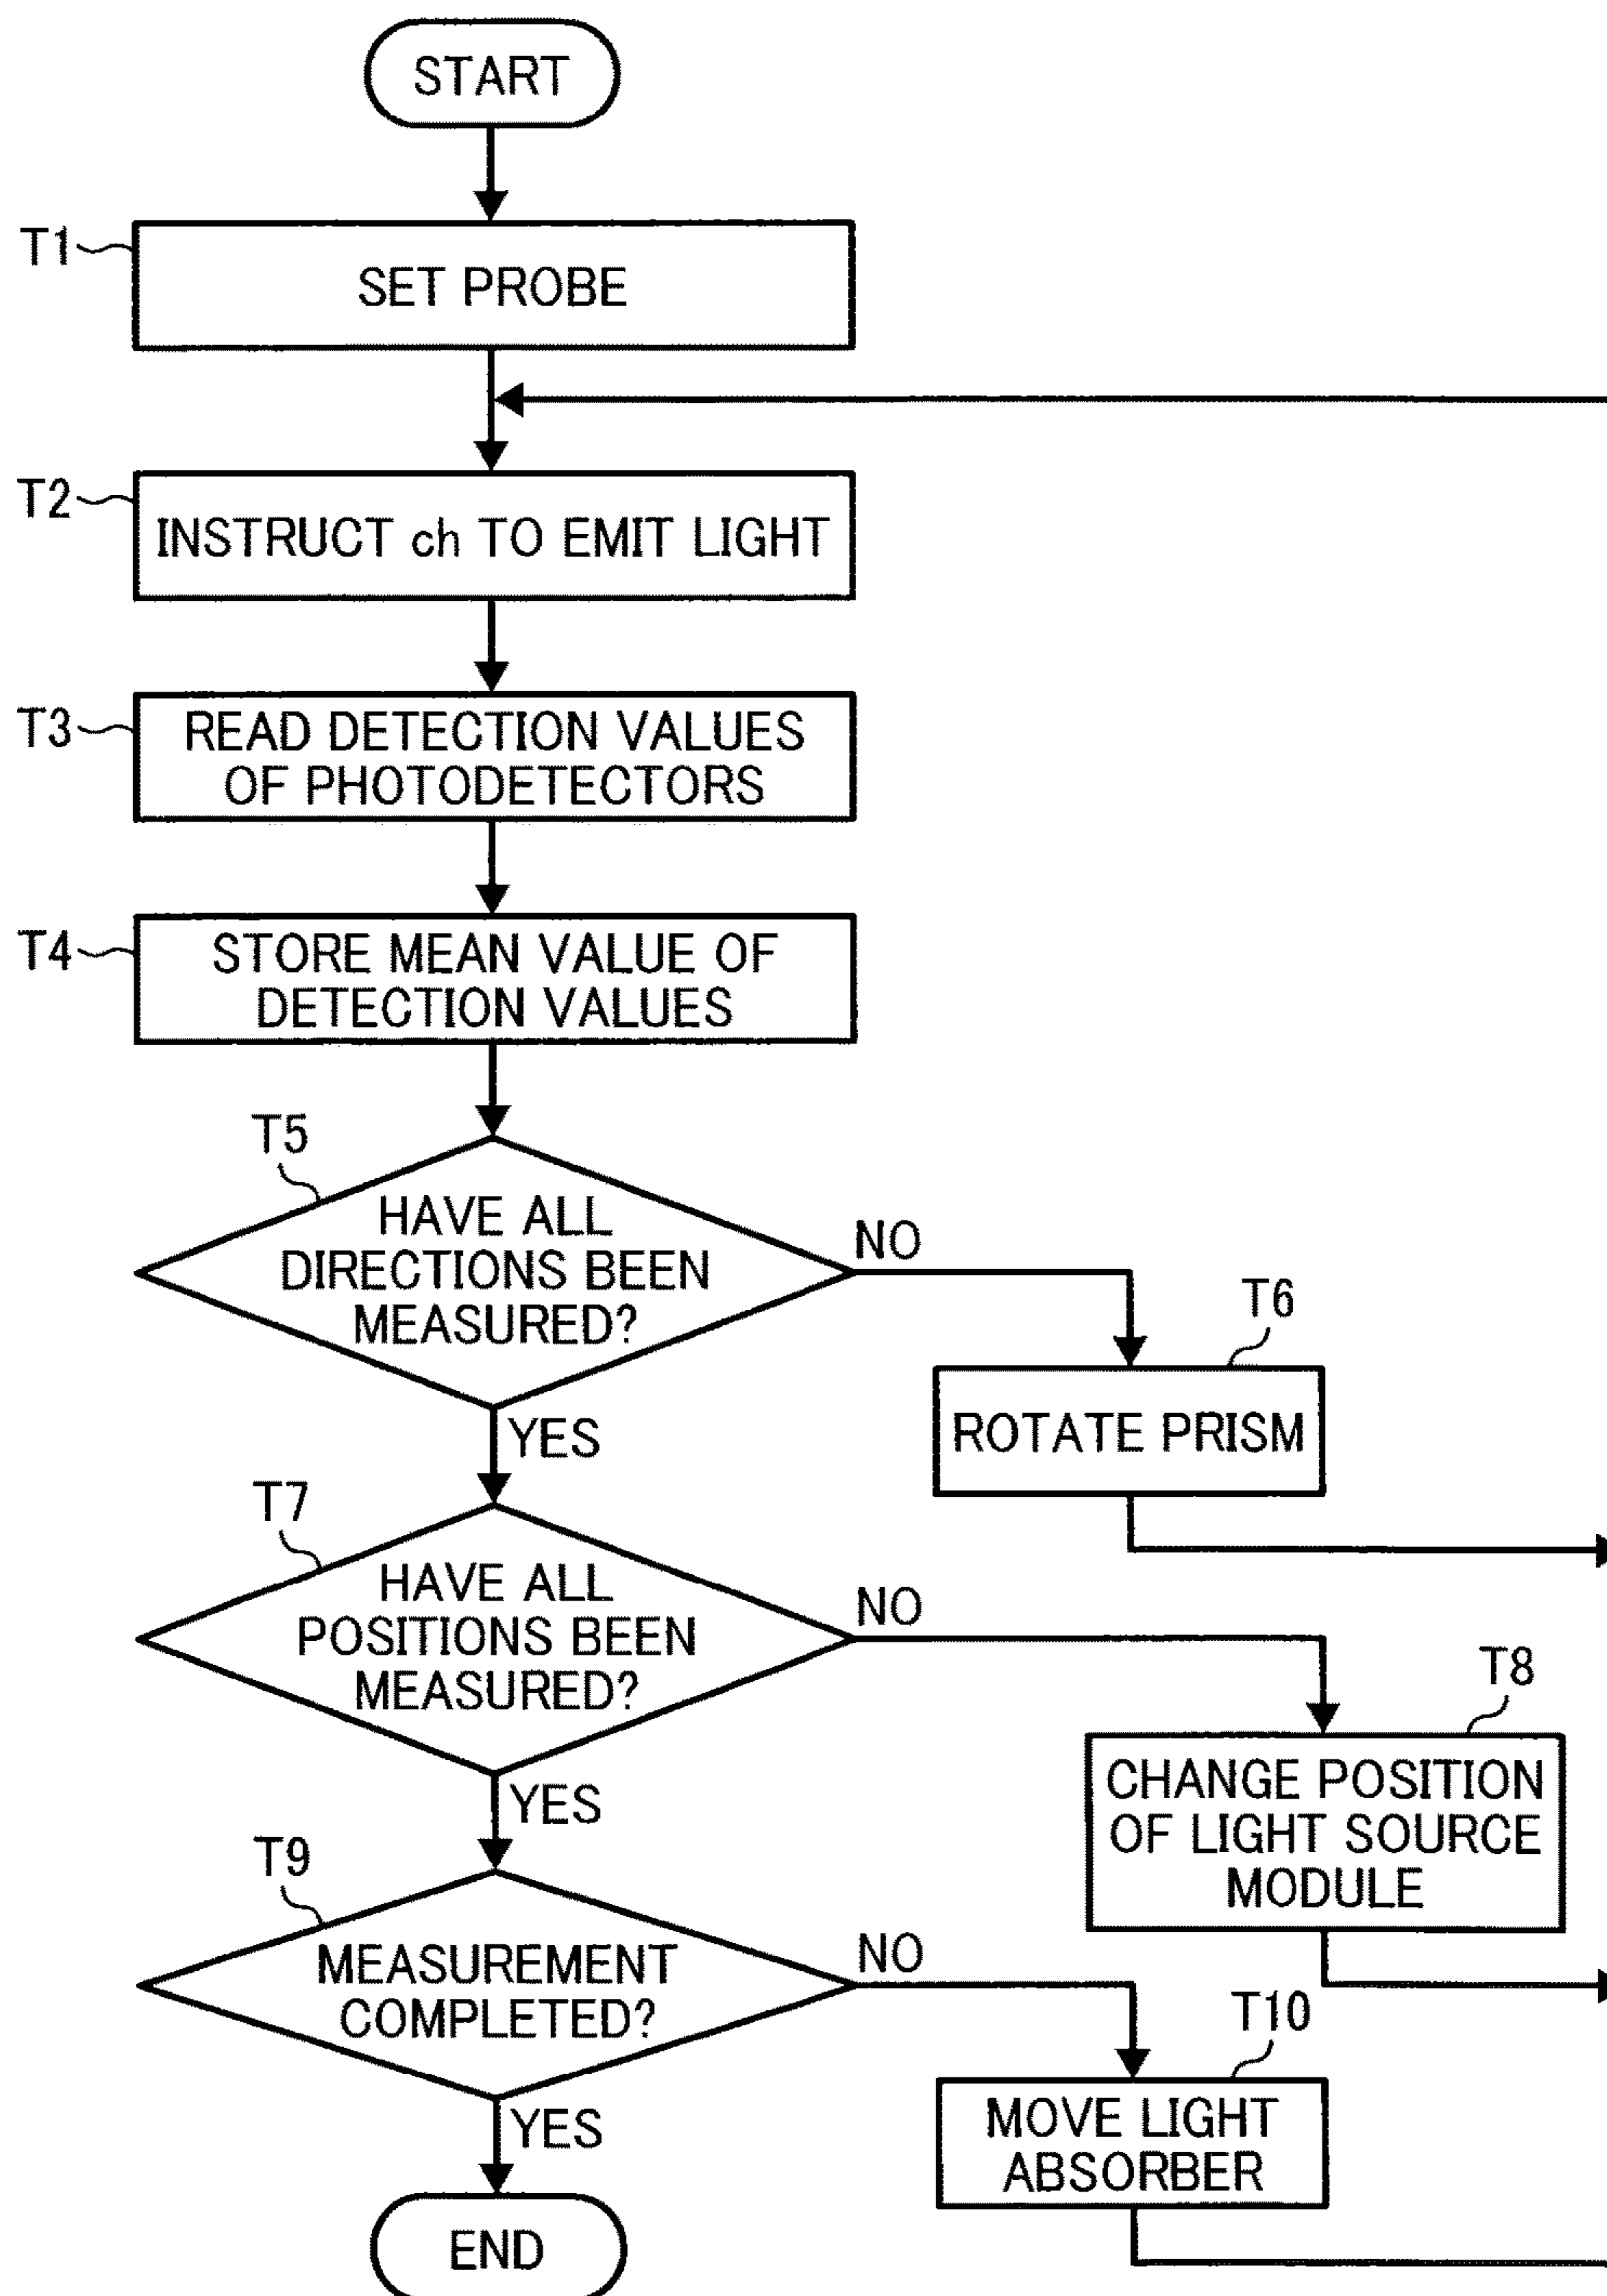 START
T1
SET PROBE
T2
INSTRUCT ch TO EMIT LIGHT
T3
READ DETECTION VALUES
OF PHOTODETECTORS
T4
STORE MEAN VALUE OF
DETECTION VALUES
T5
HAVE ALL
DIRECTIONS BEEN
MEASURED?
NO
T6
ROTATE PRISM
YES
T7
HAVE ALL
POSITIONS BEEN
MEASURED?
NO
T8
CHANGE POSITION
OF LIGHT SOURCE
MODULE
YES
T9
MEASUREMENT
COMPLETED?
NO
T10
MOVE LIGHT
ABSORBER
YES
END